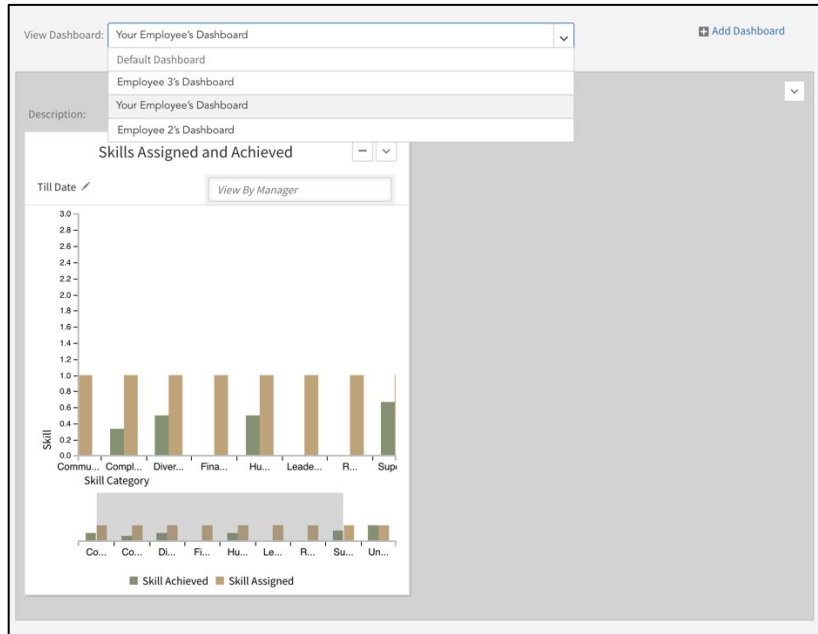 View Dashboard: Your Employee's Dashboard
Add Dashboard
Default Dashboard
Employee 3's Dashboard
Your Employee's Dashboard
Employee 2's Dashboard
Description:
Skills Assigned and Achieved
Till Date
View By Manager
3.0
2.8
2.6
2.4
2.2
2.0
1.8
1.6
1.4
1.2
1.0
0.8
0.6
0.4
0.2
0.0
Skill
Commu... Compl... Diver... Fina... Hu... Leade... R... Supe
Skill Category
Co... Co... Di... Fi... Hu... Le... R... Su... Un...
Skill Achieved Skill Assigned